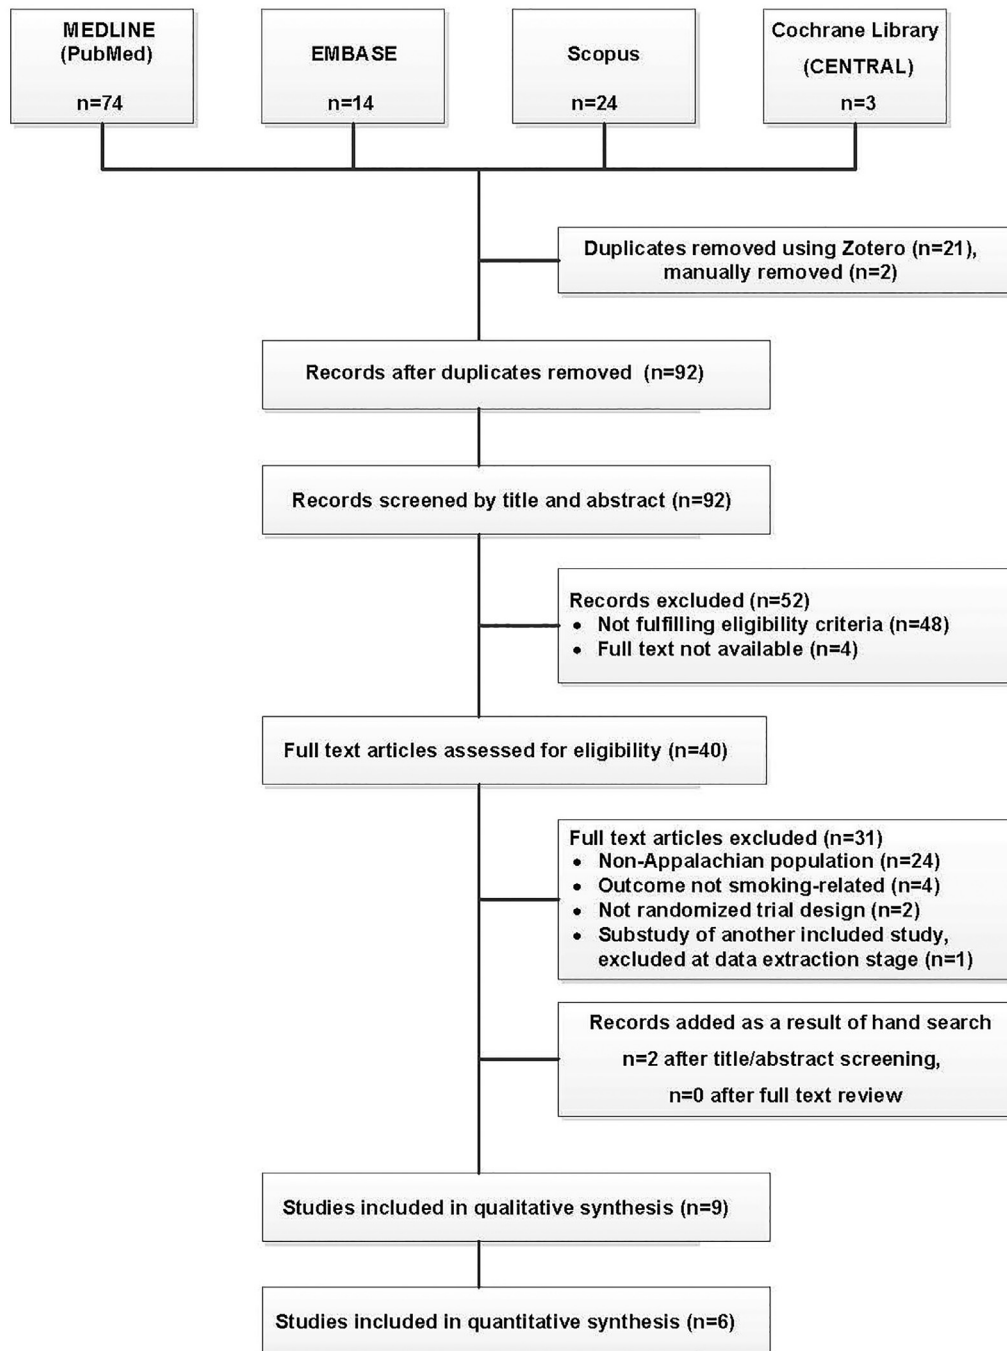 MEDLINE
(PubMed)
n=74
EMBASE
n=14
Scopus
n=24
Cochrane Library
(CENTRAL)
n=3
Duplicates removed using Zotero (n=21),
manually removed (n=2)
Records after duplicates removed (n=92)
Records screened by title and abstract (n=92)
Records excluded (n=52)
• Not fulfilling eligibility criteria (n=48)
• Full text not available (n=4)
Full text articles assessed for eligibility (n=40)
Full text articles excluded (n=31)
• Non-Appalachian population (n=24)
• Outcome not smoking-related (n=4)
• Not randomized trial design (n=2)
• Substudy of another included study,
excluded at data extraction stage (n=1)
Records added as a result of hand search
n=2 after title/abstract screening,
n=0 after full text review
Studies included in qualitative synthesis (n=9)
Studies included in quantitative synthesis (n=6)